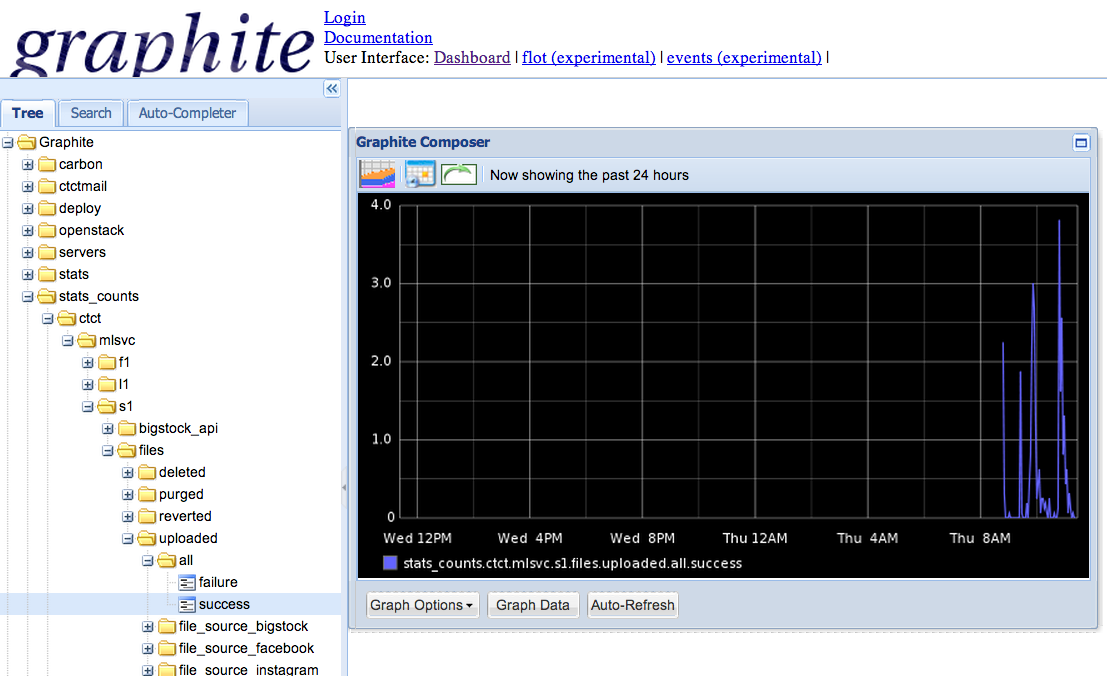 graphite
Login
Documentation
User Interface: Dashboard | flot (experimental) | events (experimental) |
Tree
Search
Auto-Completer
Graphite
carbon
ctctmail
deploy
openstack
servers
stats
stats_counts
ctct
mlsvc
f1
l1
s1
bigstock_api
files
deleted
purged
reverted
uploaded
all
failure
success
file_source_bigstock
file_source_facebook
file_source_instagram
Graphite Composer
Now showing the past 24 hours
4.0
3.0
2.0
1.0
0
Wed 12PM Wed 4PM Wed 8PM Thu 12AM Thu 4AM Thu 8AM
stats_counts.ctct.mlsvc.s1.files.uploaded.all.success
Graph Options
Graph Data
Auto-Refresh